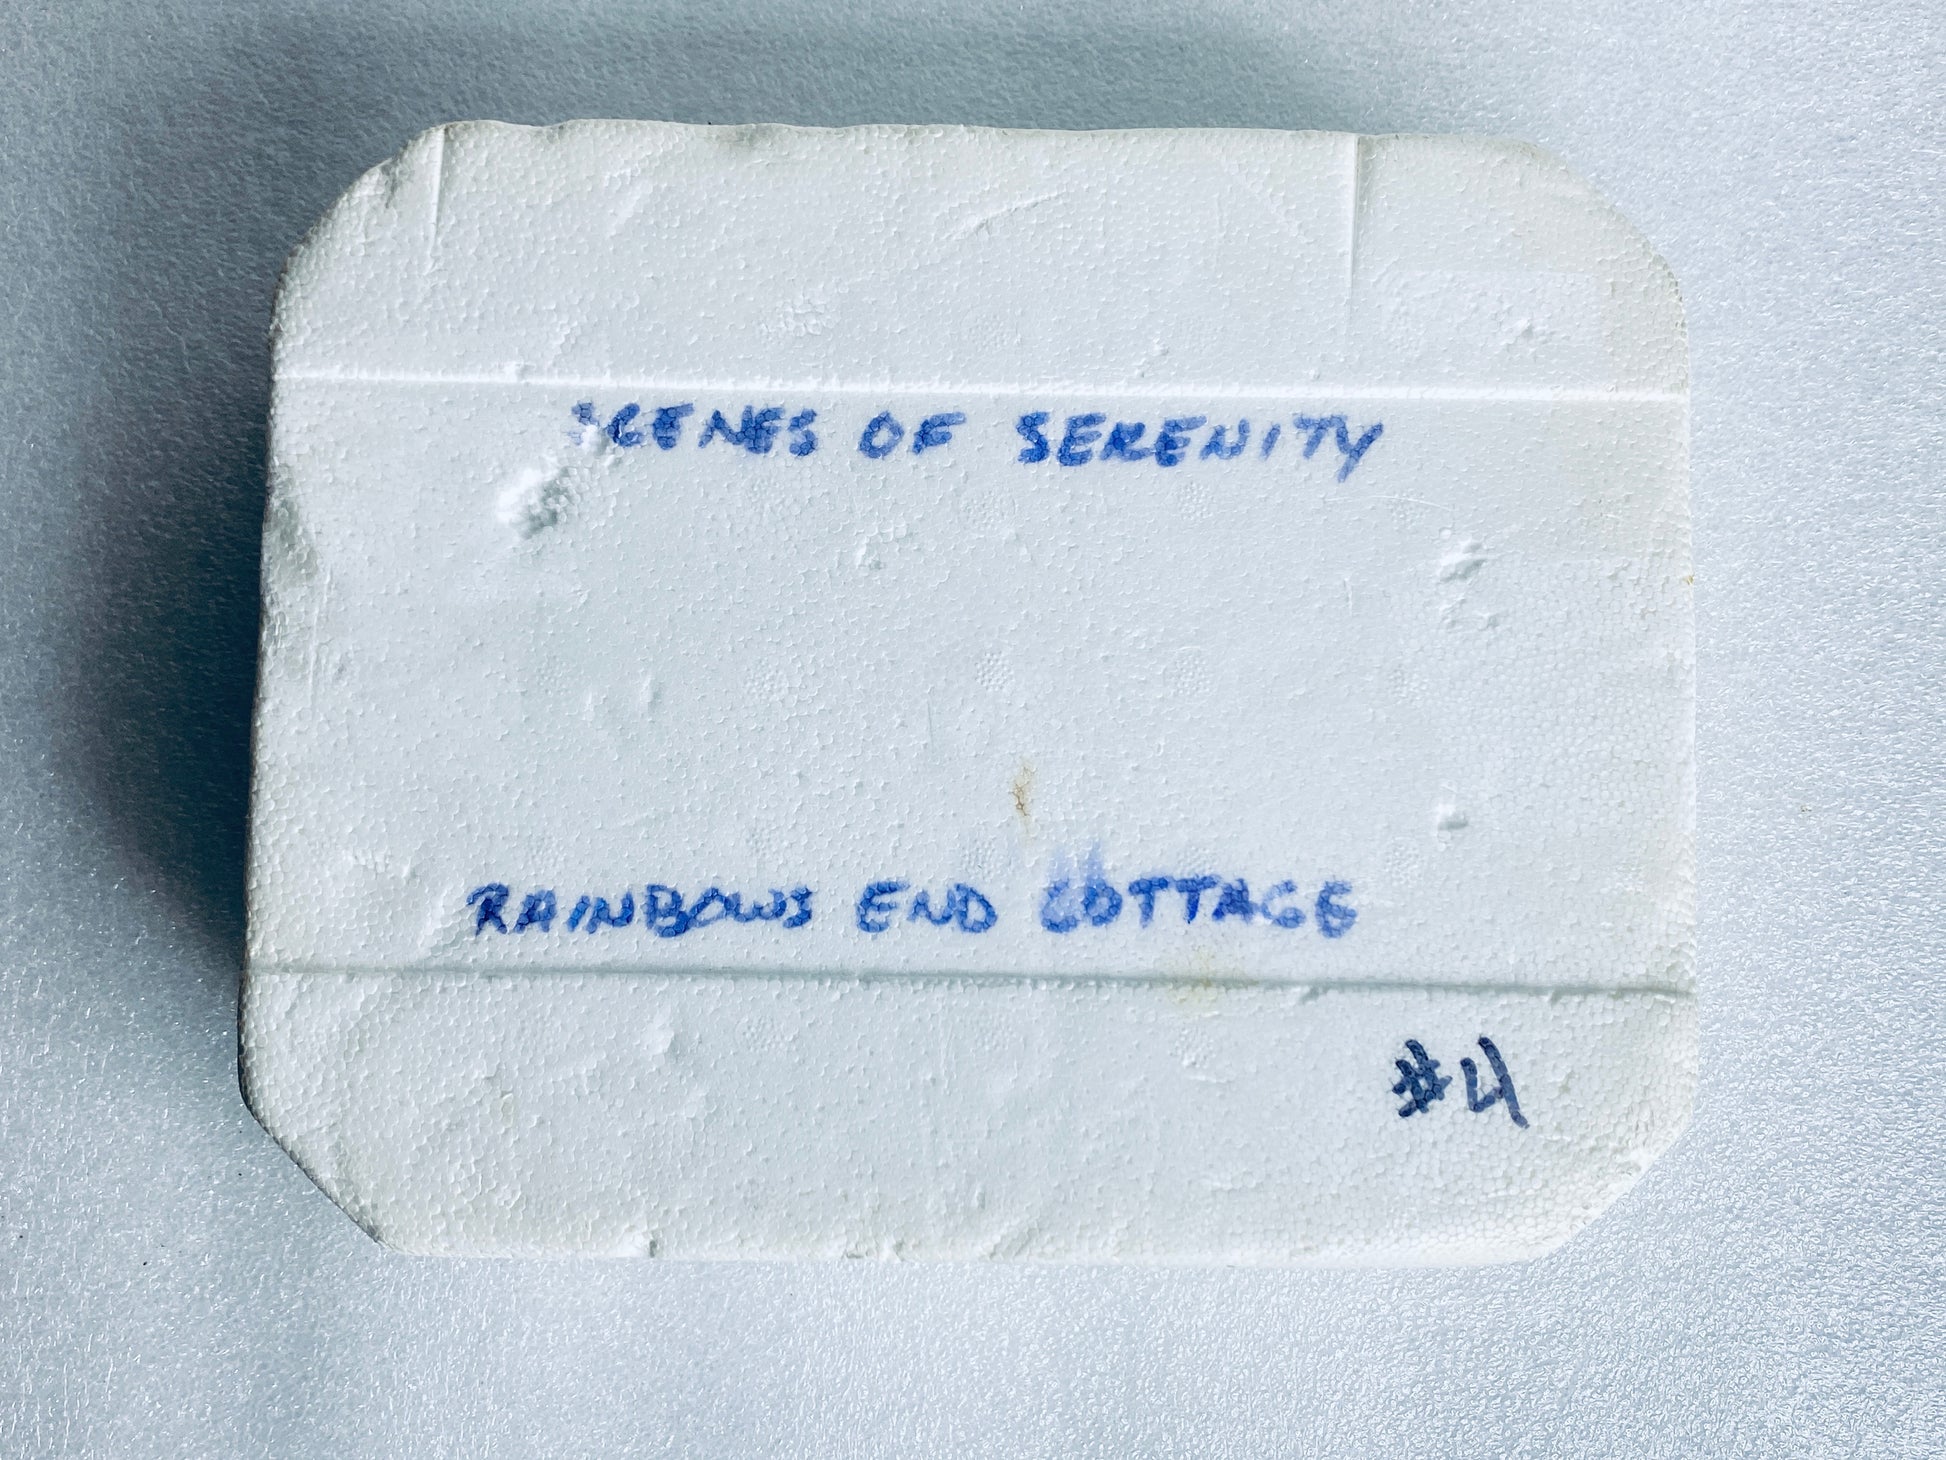 SCENES OF SERENITY
RAINBOWS END COTTAGE
#4